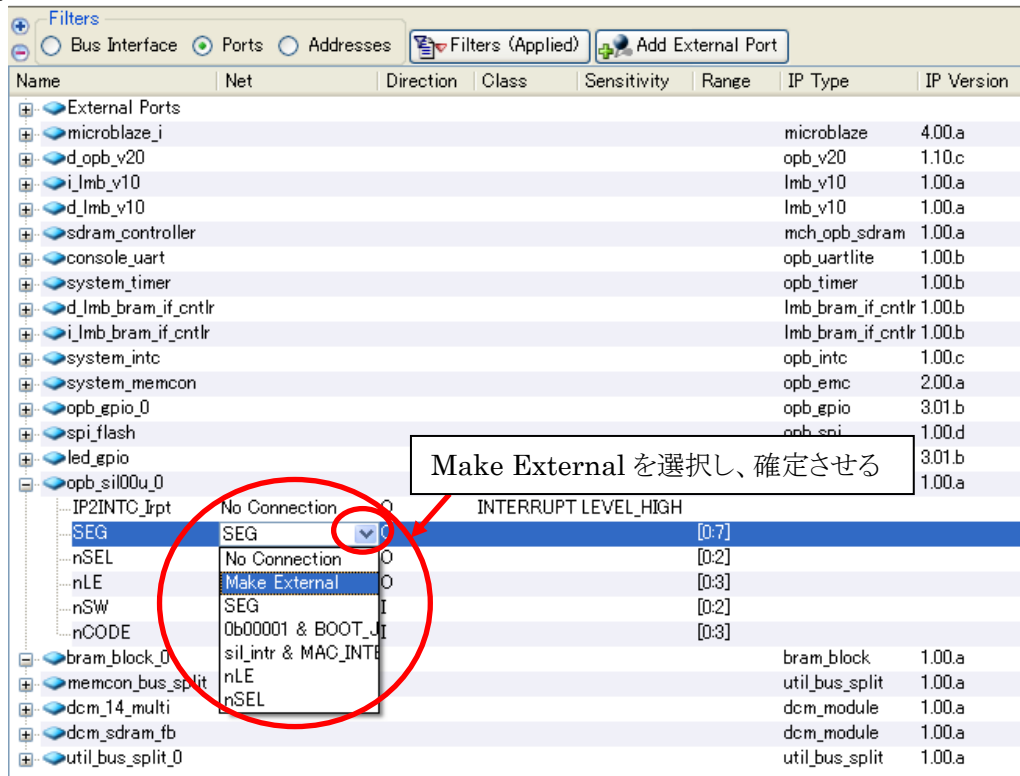 Filters
Bus Interface Ports Addresses Filters (Applied) Add External Port
Name Net Direction Class Sensitivity Range IP Type IP Version
External Ports
microblaze_i microblaze 4.00.a
d_opb_v20 opb_v20 1.10.c
i_lmb_v10 lmb_v10 1.00.a
d_lmb_v10 lmb_v10 1.00.a
sdram_controller mch_opb_sdram 1.00.a
console_uart opb_uartlite 1.00.b
system_timer opb_timer 1.00.b
d_lmb_bram_if_cntlr lmb_bram_if_cntlr 1.00.b
i_lmb_bram_if_cntlr lmb_bram_if_cntlr 1.00.b
system_intc opb_intc 1.00.c
system_memcon opb_emc 2.00.a
opb_gpio_0 opb_gpio 3.01.b
spi_flash opb_spi 1.00.d
led_gpio 3.01.b
Make External を選択し、確定させる
opb_sil00u_0 1.00.a
IP2INTC_Irpt No Connection O INTERRUPT LEVEL_HIGH
SEG SEG O [0:7]
nSEL No Connection O [0:2]
nLE Make External O [0:3]
nSW SEG I [0:2]
nCODE 0b00001 & BOOT_J I [0:3]
sil_intr & MAC_INTE
bram_block_0 bram_block 1.00.a
nLE
memcon_bus_split util_bus_split 1.00.a
nSEL
dcm_14_multi dcm_module 1.00.a
dcm_sdram_fb dcm_module 1.00.a
util_bus_split_0 util_bus_split 1.00.a